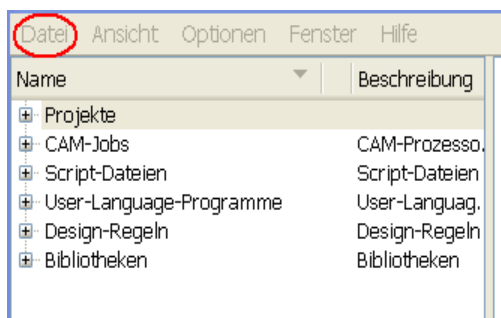 Datei Ansicht Optionen Fenster Hilfe
Name Beschreibung
Projekte
CAM-Jobs CAM-Prozesso.
Script-Dateien Script-Dateien
User-Language-Programme User-Languag.
Design-Regeln Design-Regeln
Bibliotheken Bibliotheken